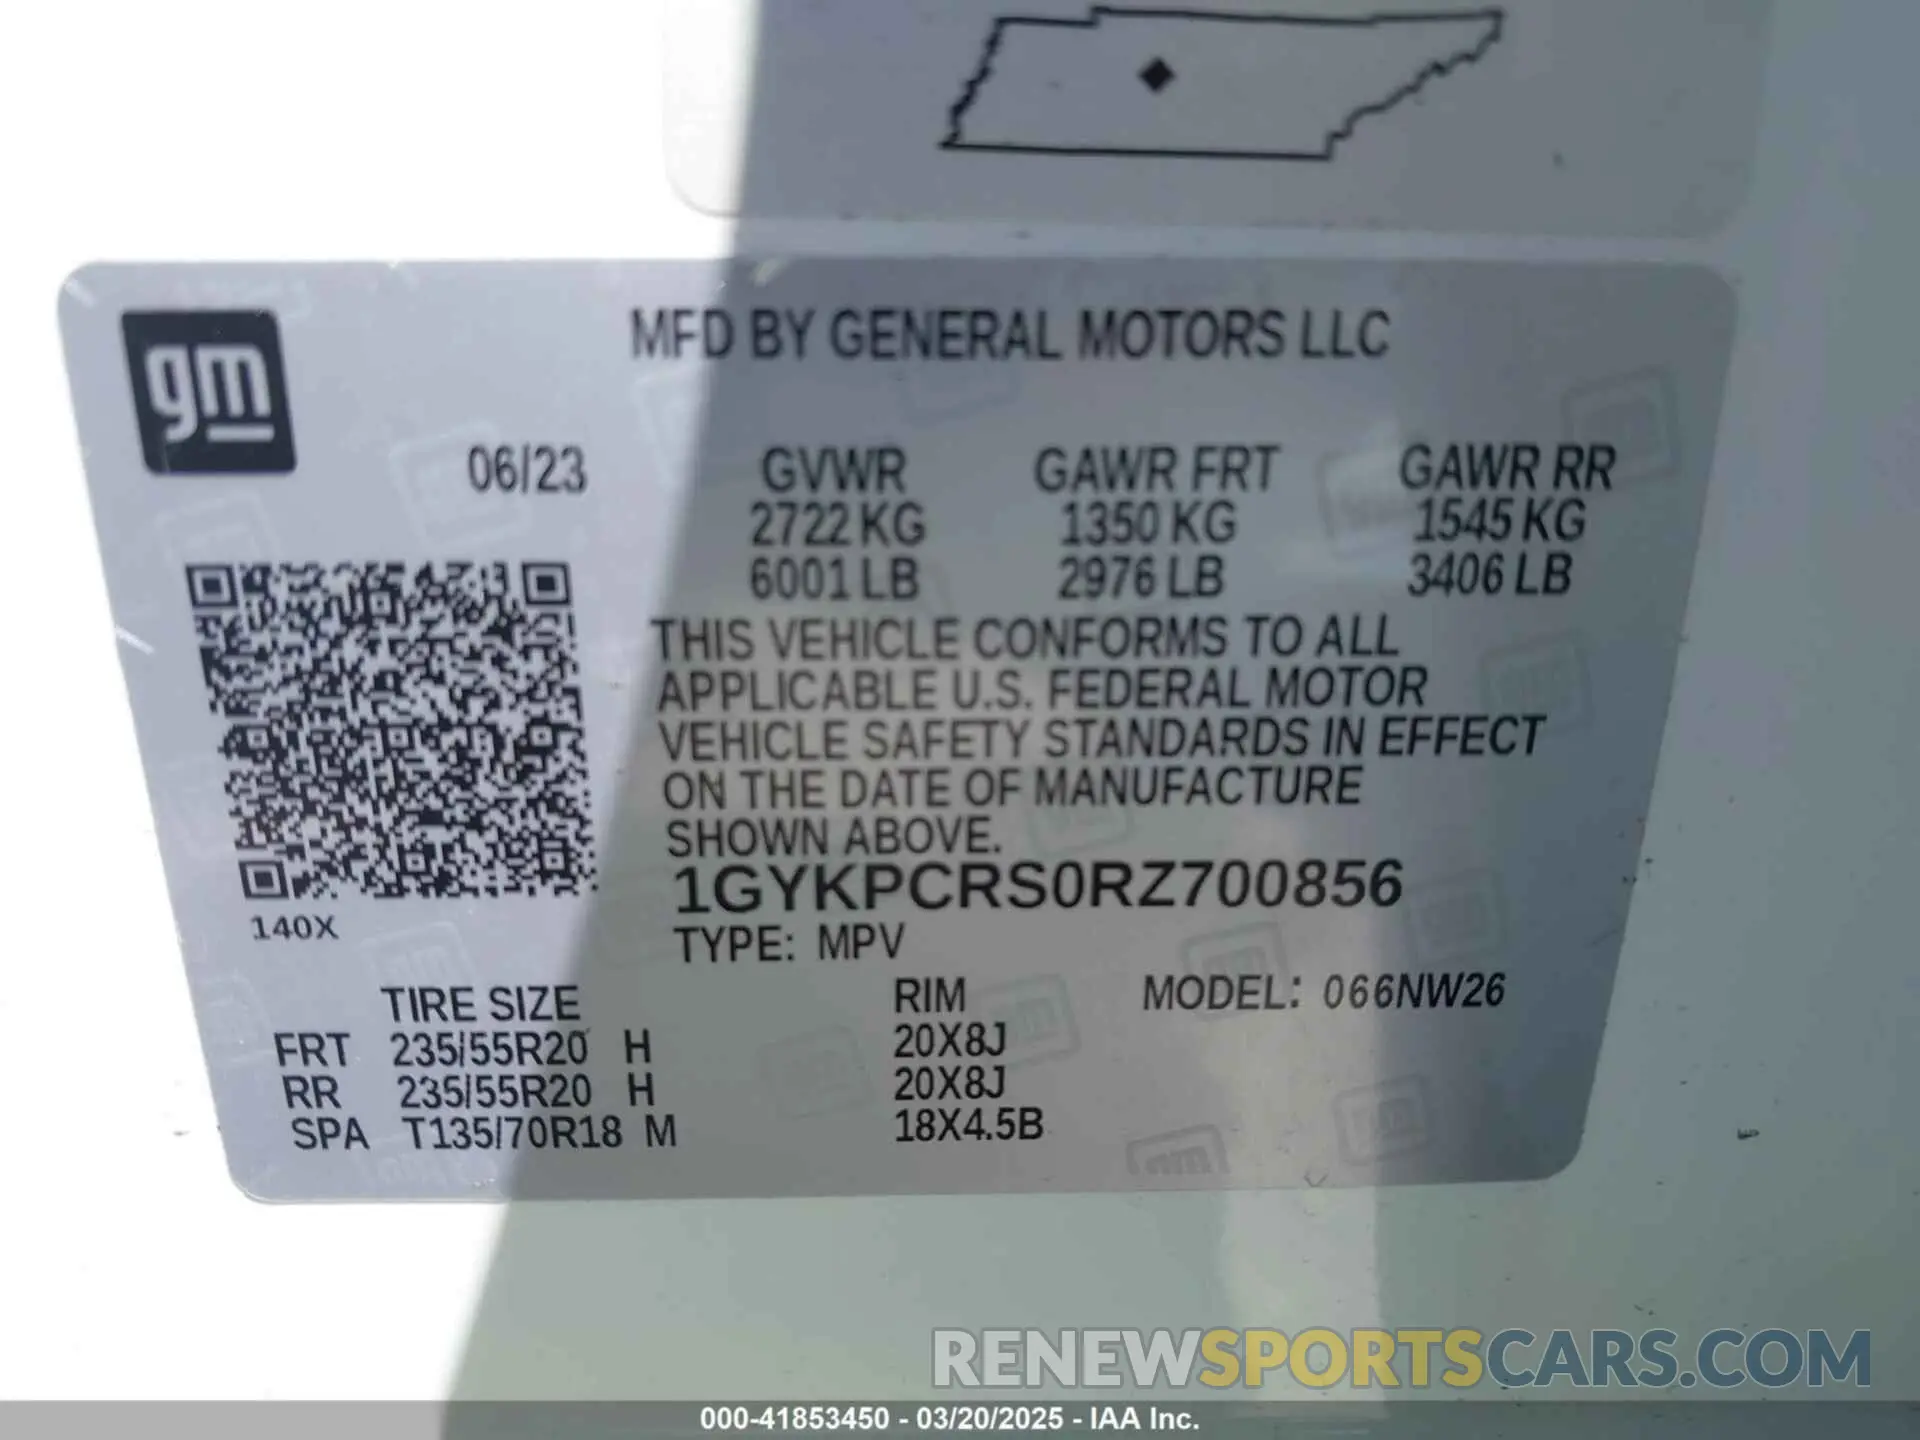 gm
MFD BY GENERAL MOTORS LLC
06/23 GVWR GAWR FRT GAWR RR
2722 KG 1350 KG 1545 KG
6001 LB 2976 LB 3406 LB
THIS VEHICLE CONFORMS TO ALL
APPLICABLE U.S. FEDERAL MOTOR
VEHICLE SAFETY STANDARDS IN EFFECT
ON THE DATE OF MANUFACTURE
SHOWN ABOVE.
1GYKPCRS0RZ700856
140X
TYPE: MPV
TIRE SIZE RIM MODEL: 066NW26
FRT 235/55R20 H 20X8J
RR 235/55R20 H 20X8J
SPA T135/70R18 M 18X4.5B
RENEWSPORTSCARS.COM
000-41853450 - 03/20/2025 - IAA Inc.